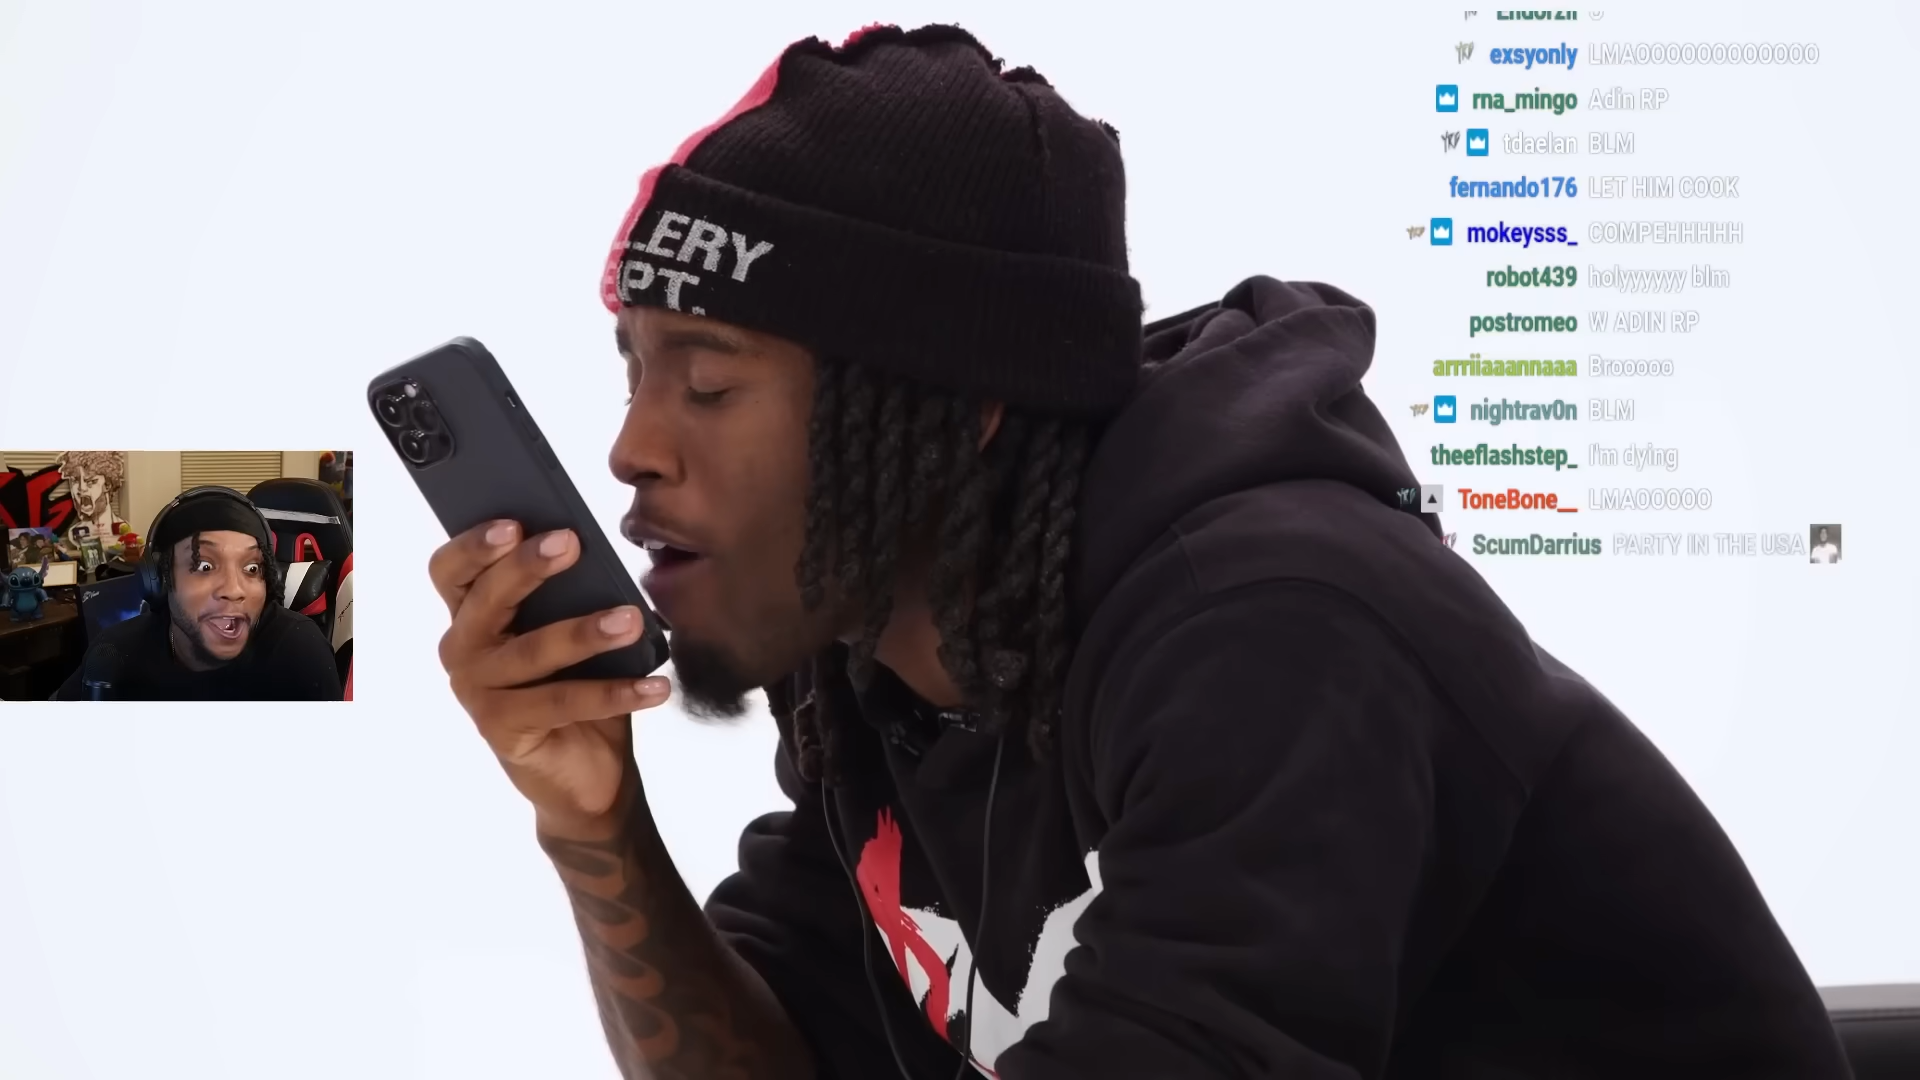 LERY
PT.
exsyonly LMAOOOOOOOOOOOO
rna_mingo Adin RP
tdaelan BLM
fernando176 LET HIM COOK
mokeysss_ COMPEHHHHH
robot439 holyyyyyy blm
postromeo W ADIN RP
arrriiaaannaaa Brooooo
nightrav0n BLM
theeflashstep_ I'm dying
ToneBone__ LMAOOOOO
ScumDarrius PARTY IN THE USA